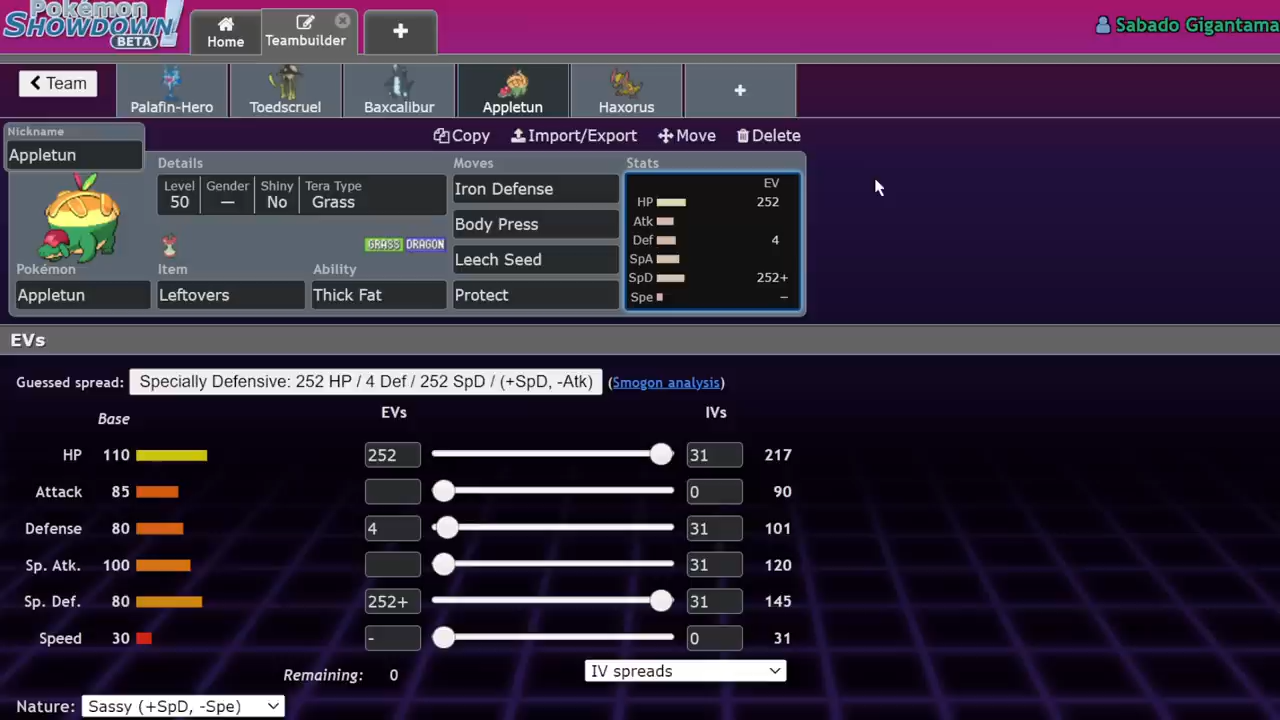 Pokémon
SHOWDOWN!
BETA
Home
Teambuilder
+
Sabado Gigantama
Team
Palafin-Hero
Toedscruel
Baxcalibur
Appletun
Haxorus
+
Copy
Import/Export
Move
Delete
Nickname
Appletun
Details
Level
50
Gender
—
Shiny
No
Tera Type
Grass
GRASS DRAGON
Pokémon
Appletun
Item
Leftovers
Ability
Thick Fat
Moves
Iron Defense
Body Press
Leech Seed
Protect
Stats
EV
HP 252
Atk
Def 4
SpA
SpD 252+
Spe −
EVs
Guessed spread: Specially Defensive: 252 HP / 4 Def / 252 SpD / (+SpD, -Atk) (Smogon analysis)
Base EVs IVs
HP 110 252 31 217
Attack 85 0 90
Defense 80 4 31 101
Sp. Atk. 100 31 120
Sp. Def. 80 252+ 31 145
Speed 30 - 0 31
Remaining: 0
IV spreads
Nature: Sassy (+SpD, -Spe)